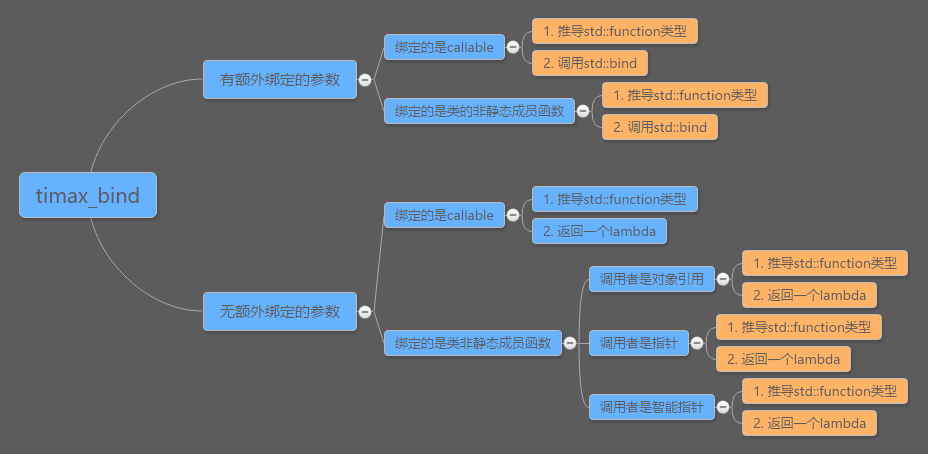 timax_bind
有额外绑定的参数
绑定的是callable
1. 推导std::function类型
2. 调用std::bind
绑定的是类的非静态成员函数
1. 推导std::function类型
2. 调用std::bind
无额外绑定的参数
绑定的是callable
1. 推导std::function类型
2. 返回一个lambda
绑定的是类非静态成员函数
调用者是对象引用
1. 推导std::function类型
2. 返回一个lambda
调用者是指针
1. 推导std::function类型
2. 返回一个lambda
调用者是智能指针
1. 推导std::function类型
2. 返回一个lambda